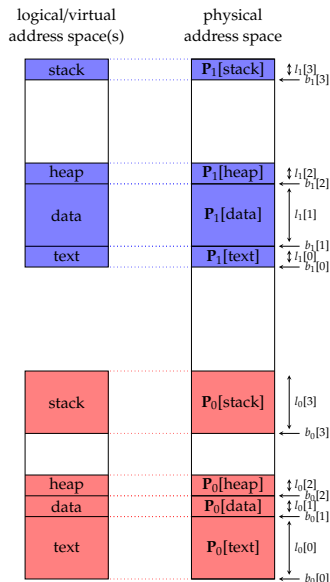 logical/virtual address space(s)
physical address space
stack P₁[stack] l₁[3]
b₁[3]
heap P₁[heap] l₁[2]
b₁[2]
data P₁[data] l₁[1]
b₁[1]
text P₁[text] l₁[0]
b₁[0]
stack P₀[stack] l₀[3]
b₀[3]
heap P₀[heap] l₀[2]
b₀[2]
data P₀[data] l₀[1]
b₀[1]
text P₀[text] l₀[0]
b₀[0]